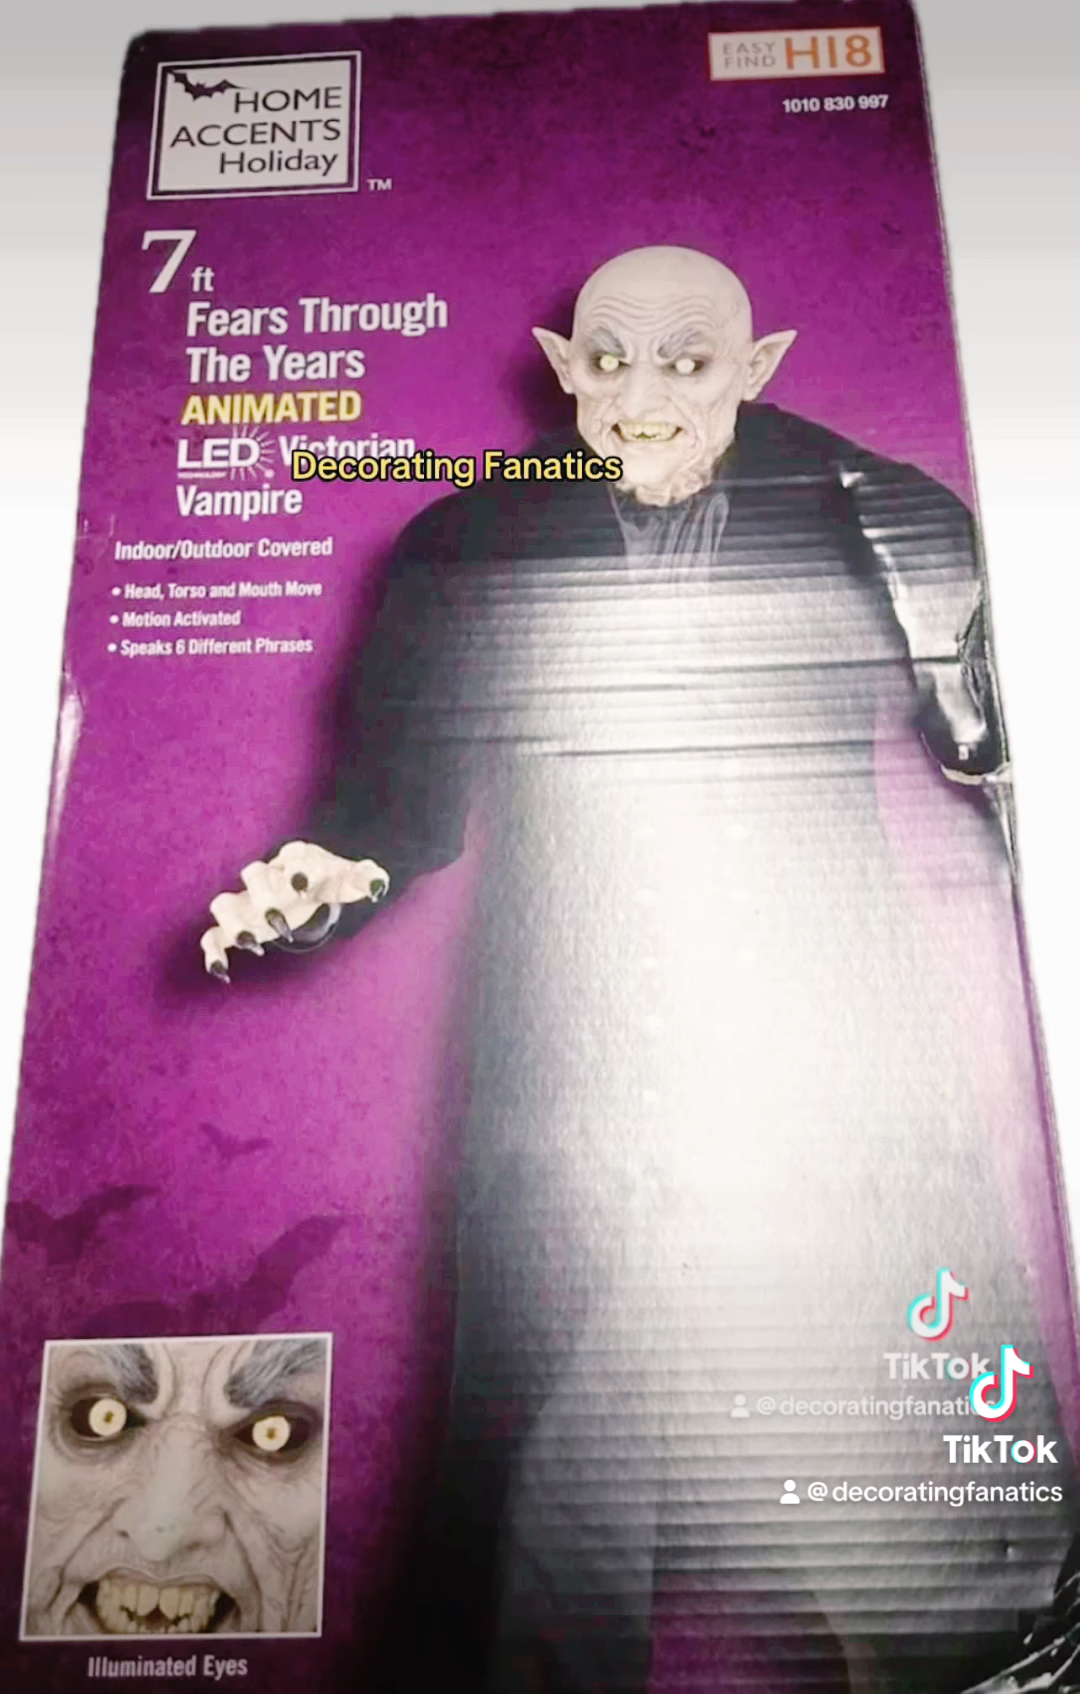 HOME
ACCENTS
Holiday
TM
EASY
FIND
H18
1010 830 997
7 ft
Fears Through
The Years
ANIMATED
LED Victorian
Decorating Fanatics
Vampire
Indoor/Outdoor Covered
• Head, Torso and Mouth Move
• Motion Activated
• Speaks 6 Different Phrases
TikTok
@decoratingfanatic
TikTok
@decoratingfanatics
Illuminated Eyes